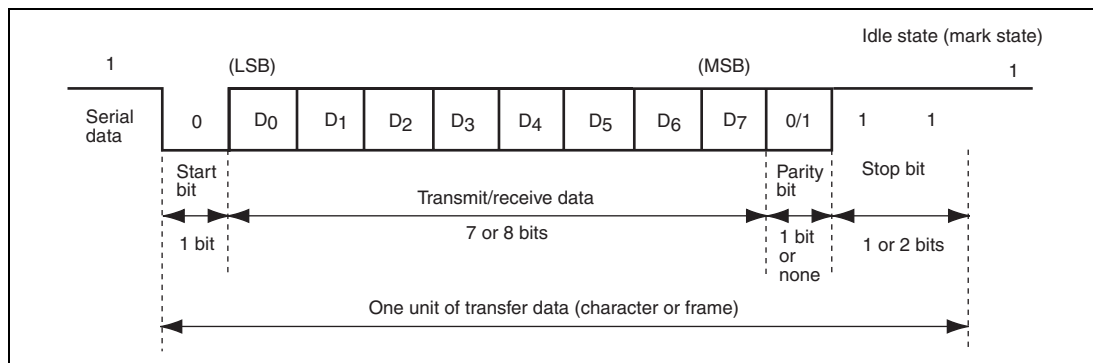 Idle state (mark state)
1
(LSB)
(MSB)
1
Serial
data
0
D0
D1
D2
D3
D4
D5
D6
D7
0/1
1
1
Start
bit
Parity
bit
Stop bit
Transmit/receive data
1 bit
7 or 8 bits
1 bit
or
none
1 or 2 bits
One unit of transfer data (character or frame)